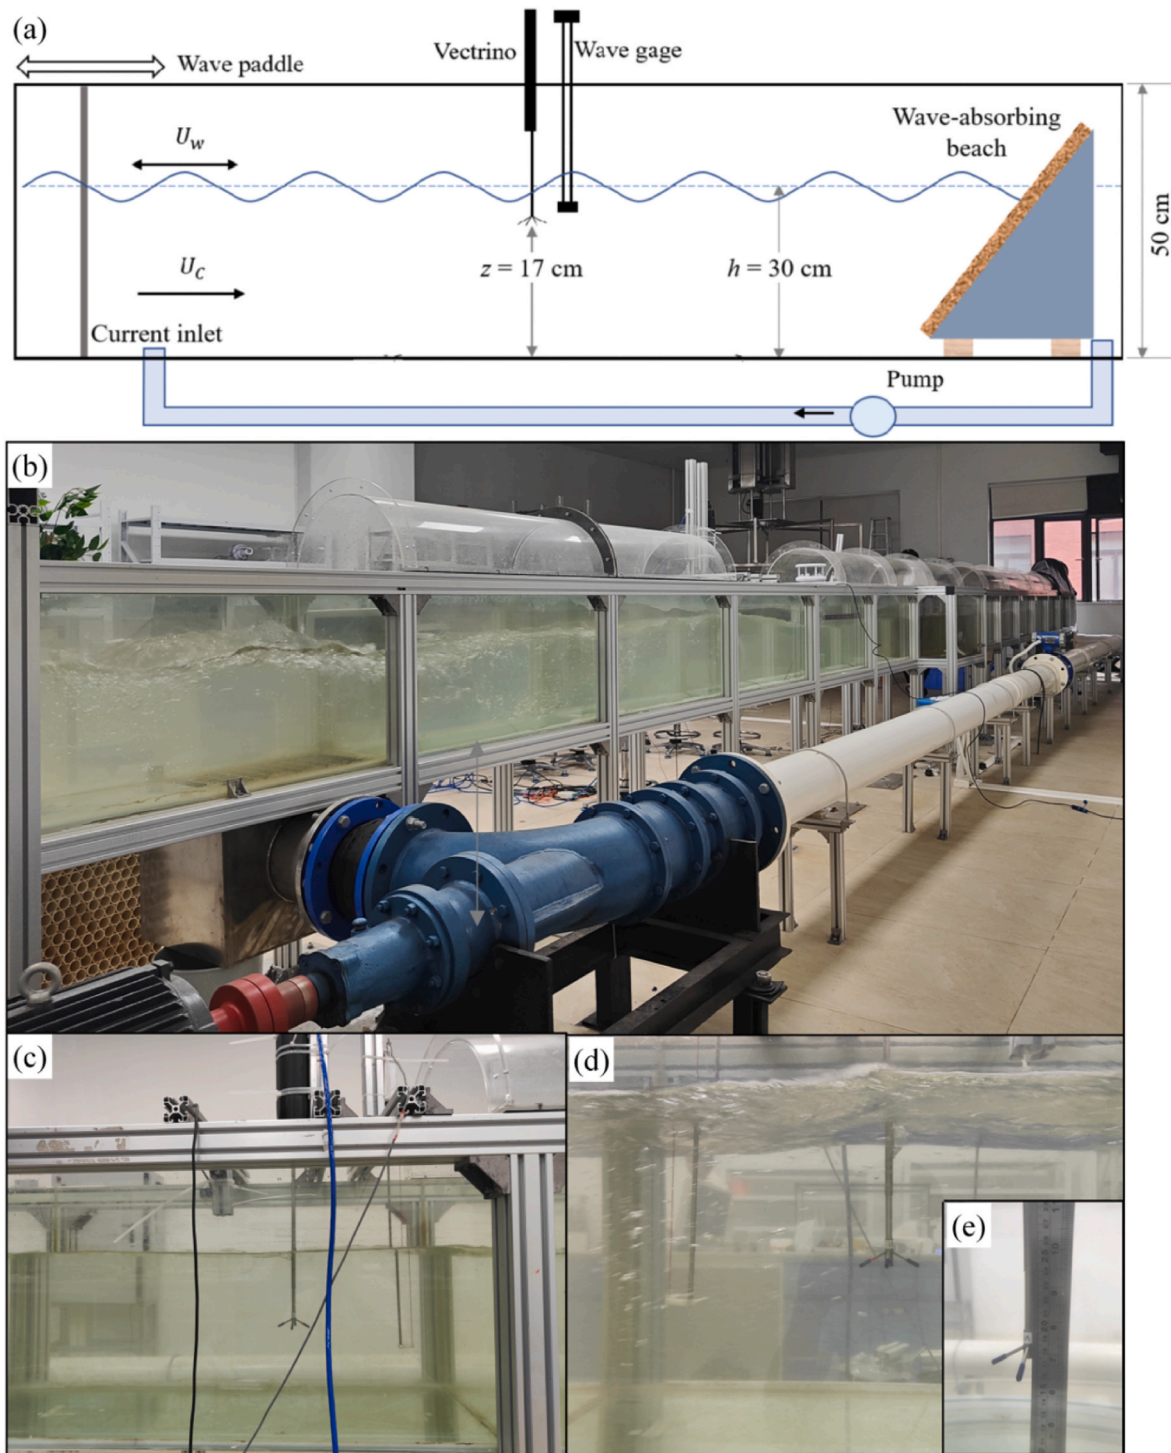 (a)
Wave paddle
Vectrino
Wave gage
Wave-absorbing
beach
U_w
U_C
z = 17 cm
h = 30 cm
50 cm
Current inlet
Pump
(b)
(c)
(d)
(e)